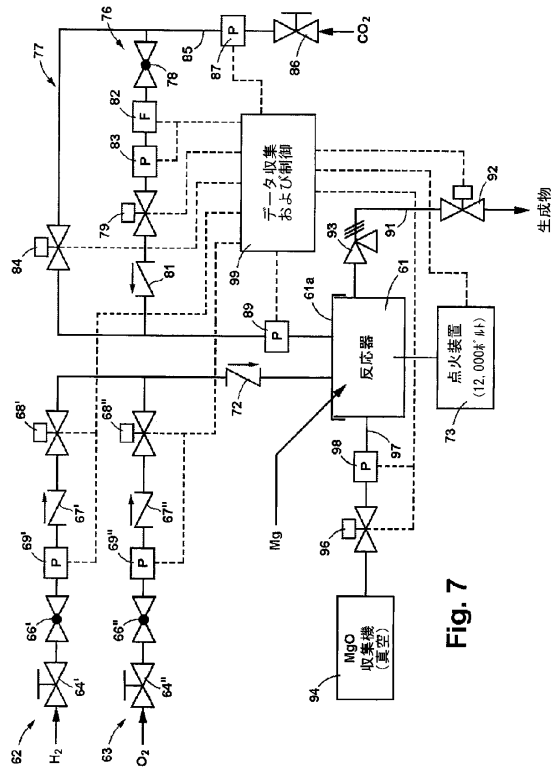 77
76
84
78
82
F
83
P
79
81
85
87
P
86
CO₂
データ収集
および制御
99
89
P
61a
61
反応器
93
91
92
生成物
点火装置
(12,000ボルト)
73
72
Mg
68'
67'
69'
P
66'
64'
62
H₂
68"
67"
69"
P
66"
64"
63
O₂
98
P
97
96
MgO
収集機
(真空)
94
Fig. 7